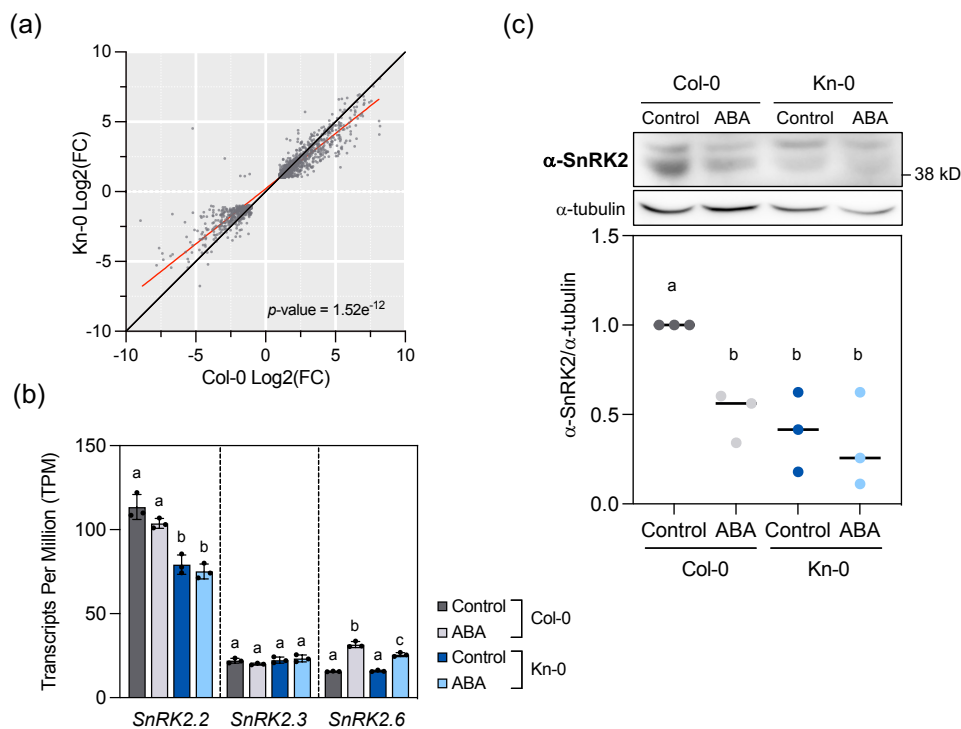 (a)
10
5
0
-5
-10
-10
-5
0
5
10
Kn-0 Log2(FC)
Col-0 Log2(FC)
p-value = 1.52e-12
(b)
Transcripts Per Million (TPM)
150
100
50
0
a
a
b
b
a
a
a
a
a
b
a
c
SnRK2.2
SnRK2.3
SnRK2.6
Control
ABA
Col-0
Control
ABA
Kn-0
(c)
Col-0
Kn-0
Control
ABA
Control
ABA
α-SnRK2
38 kD
α-tubulin
α-SnRK2/α-tubulin
1.5
1.0
0.5
0.0
a
b
b
b
Control
ABA
Control
ABA
Col-0
Kn-0